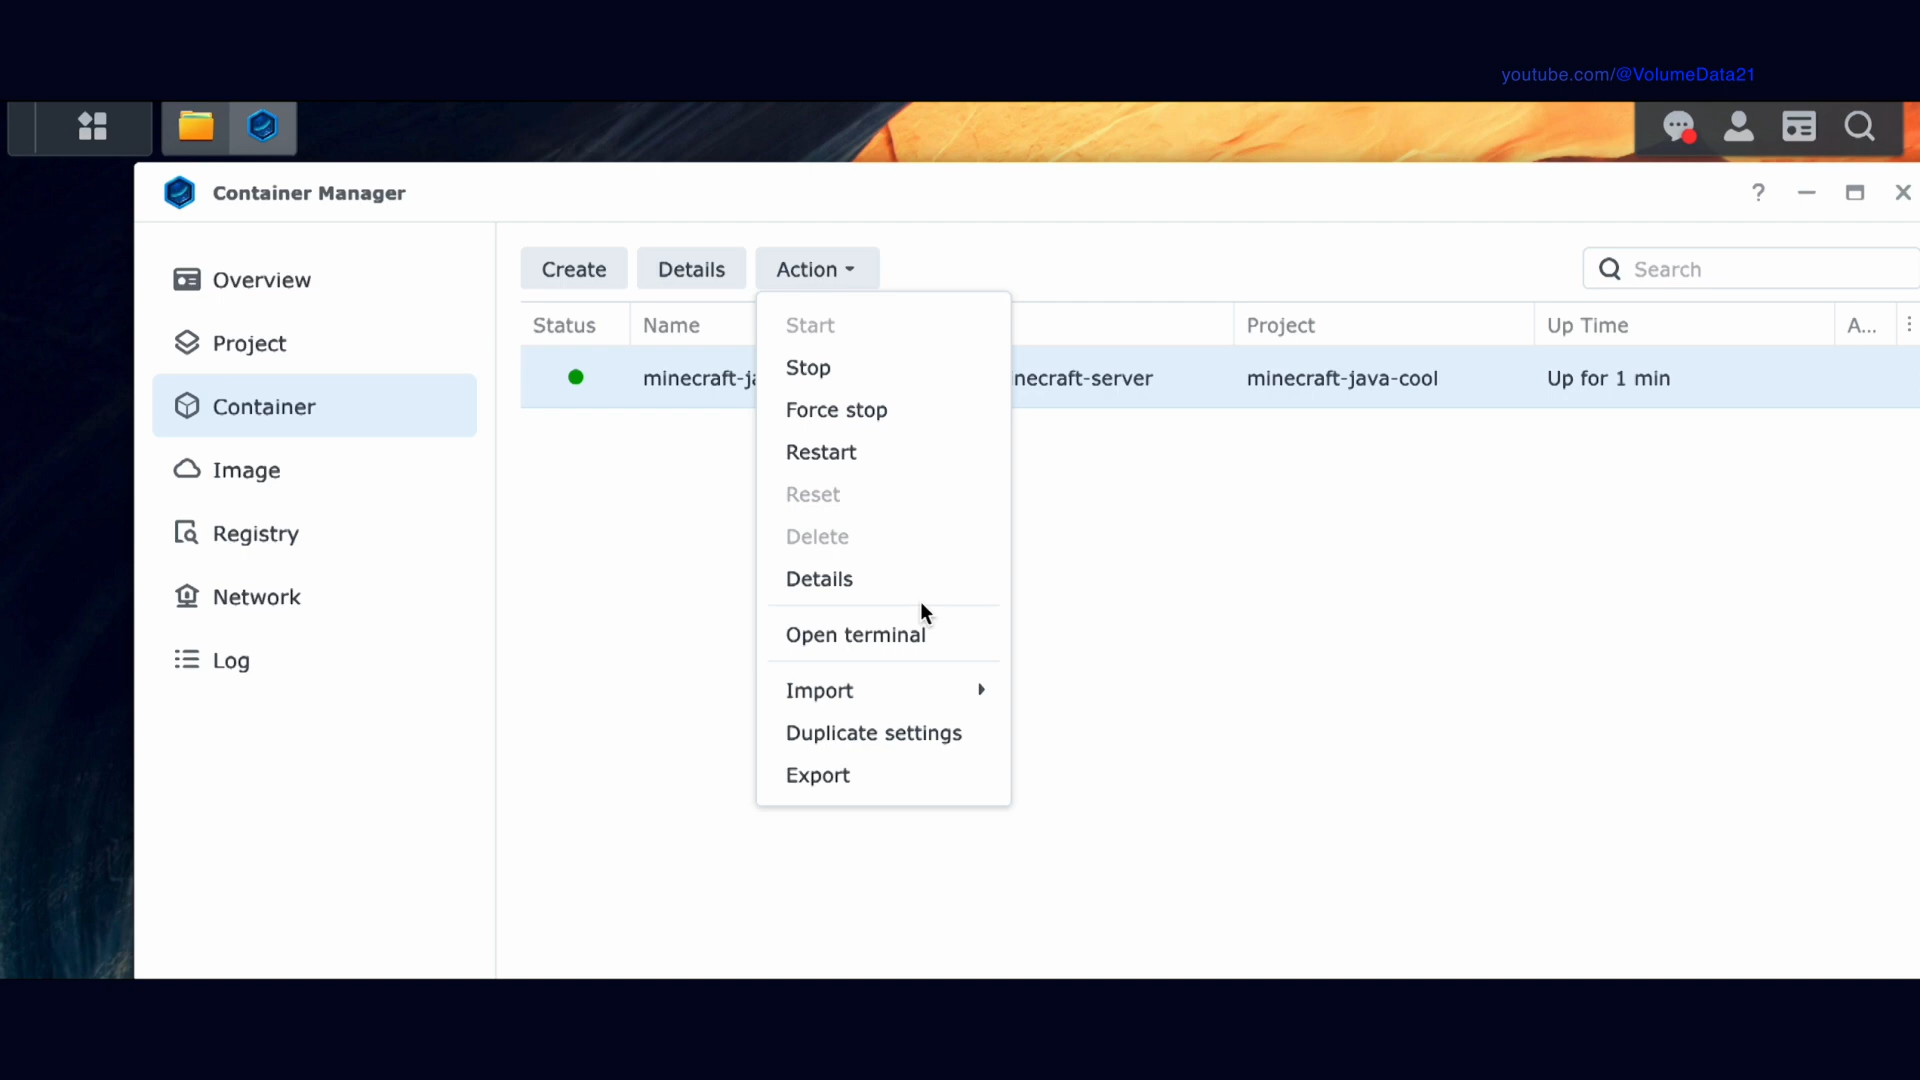 youtube.com/@VolumeData21
Container Manager
?
Overview
Project
Container
Image
Registry
Network
Log
Create Details Action Search
Status Name Project Up Time A...
minecraft-ja necraft-server minecraft-java-cool Up for 1 min
Start
Stop
Force stop
Restart
Reset
Delete
Details
Open terminal
Import
Duplicate settings
Export